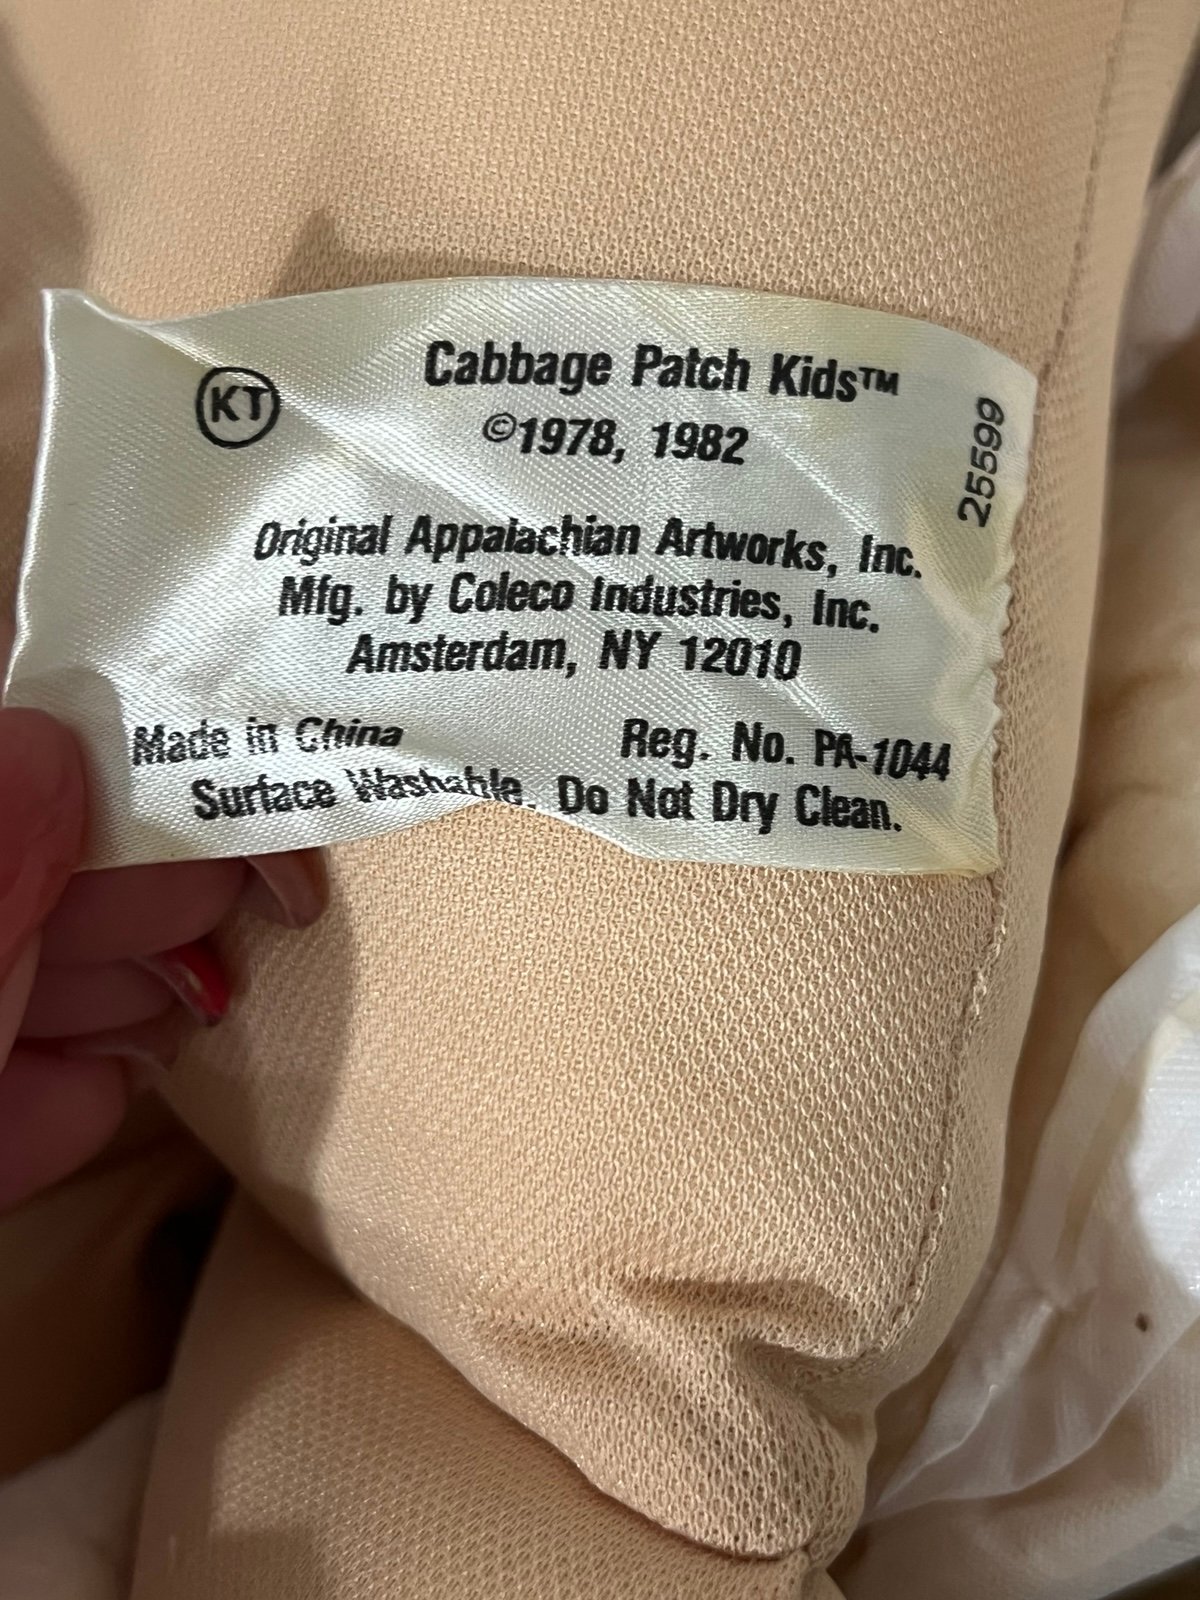 KT
Cabbage Patch Kids™
©1978, 1982
25599
Original Appalachian Artworks, Inc.
Mfg. by Coleco Industries, Inc.
Amsterdam, NY 12010
Made in China Reg. No. PA-1044
Surface Washable. Do Not Dry Clean.